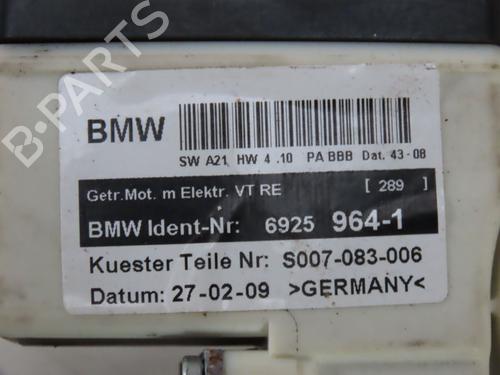 BMW
SW A21 HW 4 .10 PA BBB Dat. 43-08
Getr.Mot. m Elektr. VT RE [ 289 ]
BMW Ident-Nr: 6925 964-1
Kuester Teile Nr: S007-083-006
Datum: 27-02-09 >GERMANY<
B-PARTS